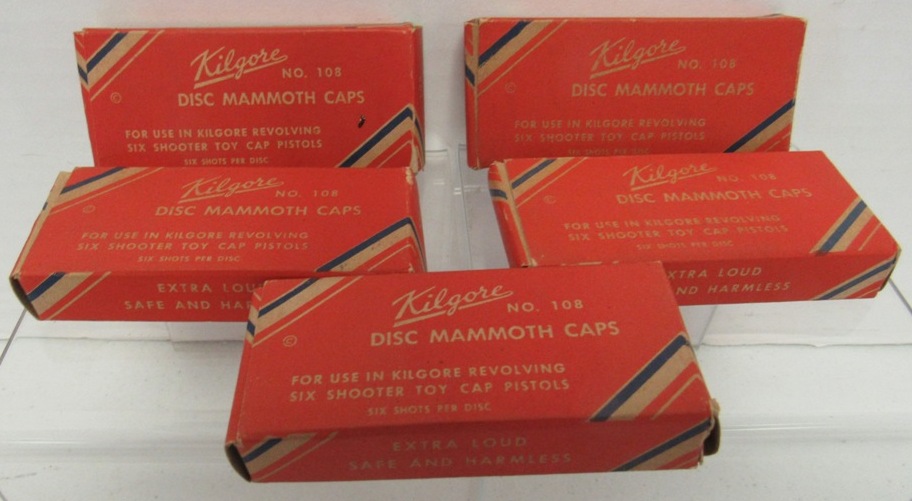 Kilgore NO. 108
© DISC MAMMOTH CAPS
FOR USE IN KILGORE REVOLVING
SIX SHOOTER TOY CAP PISTOLS
SIX SHOTS PER DISC
Kilgore NO. 108
© DISC MAMMOTH CAPS
FOR USE IN KILGORE REVOLVING
SIX SHOOTER TOY CAP PISTOLS
SIX SHOTS PER DISC
Kilgore NO. 108
© DISC MAMMOTH CAPS
FOR USE IN KILGORE REVOLVING
SIX SHOOTER TOY CAP PISTOLS
SIX SHOTS PER DISC
EXTRA LOU
SAFE AND HAR
Kilgore NO. 108
© DISC MAMMOTH CAPS
FOR USE IN KILGORE REVOLVING
SIX SHOOTER TOY CAP PISTOLS
SIX SHOTS PER DISC
XTRA LOUD
ND HARMLESS
Kilgore NO. 108
© DISC MAMMOTH CAPS
FOR USE IN KILGORE REVOLVING
SIX SHOOTER TOY CAP PISTOLS
SIX SHOTS PER DISC
EXTRA LOUD
SAFE AND HARMLESS